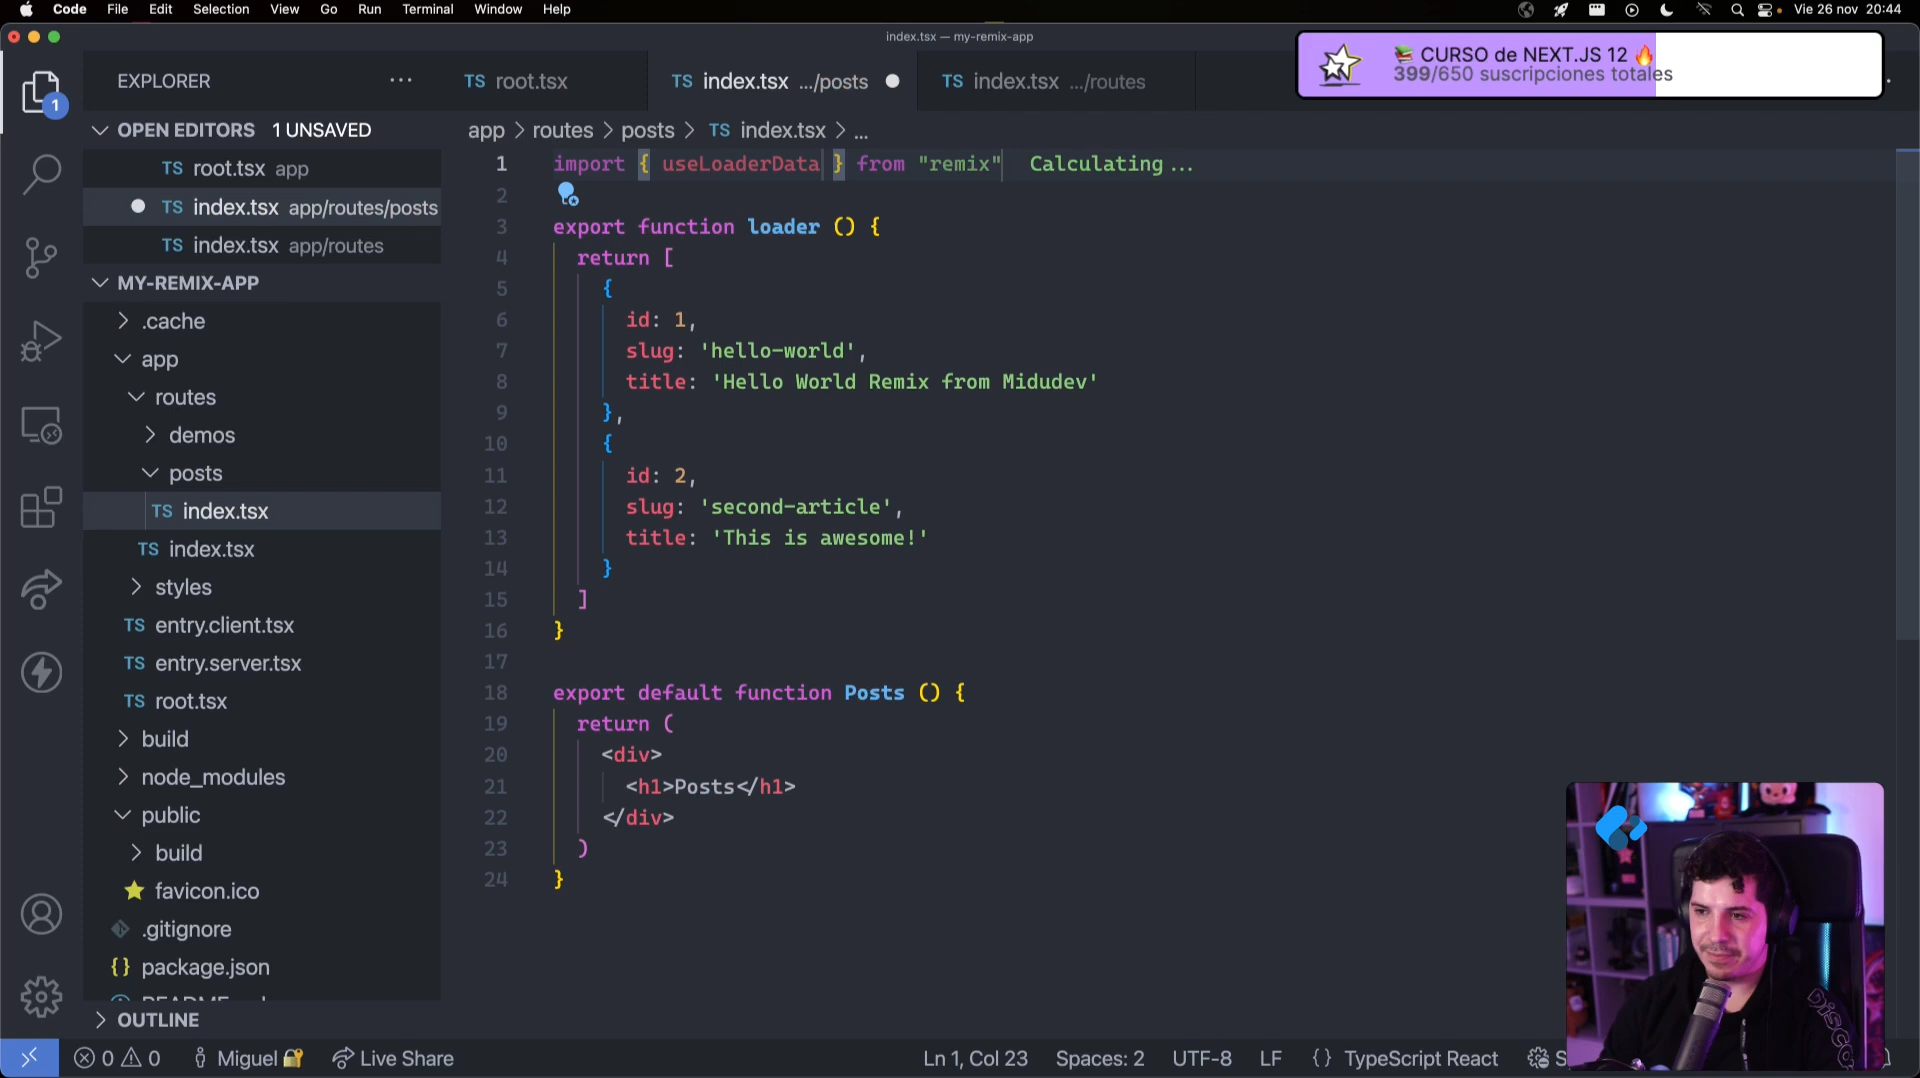 Code File Edit Selection View Go Run Terminal Window Help
Vie 26 nov 20:44
index.tsx — my-remix-app
EXPLORER
TS root.tsx
TS index.tsx .../posts
TS index.tsx .../routes
CURSO de NEXT.JS 12
399/650 suscripciones totales
1
OPEN EDITORS 1 UNSAVED
TS root.tsx app
TS index.tsx app/routes/posts
TS index.tsx app/routes
MY-REMIX-APP
.cache
app
routes
demos
posts
TS index.tsx
TS index.tsx
styles
TS entry.client.tsx
TS entry.server.tsx
TS root.tsx
build
node_modules
public
build
favicon.ico
.gitignore
{} package.json
OUTLINE
app > routes > posts > TS index.tsx > ...
1 import { useLoaderData } from "remix" Calculating...
2
3 export function loader () {
4 return [
5 {
6 id: 1,
7 slug: 'hello-world',
8 title: 'Hello World Remix from Midudev'
9 },
10 {
11 id: 2,
12 slug: 'second-article',
13 title: 'This is awesome!'
14 }
15 ]
16 }
17
18 export default function Posts () {
19 return (
20 <div>
21 <h1>Posts</h1>
22 </div>
23 )
24 }
0 0 Miguel Live Share
Ln 1, Col 23 Spaces: 2 UTF-8 LF {} TypeScript React